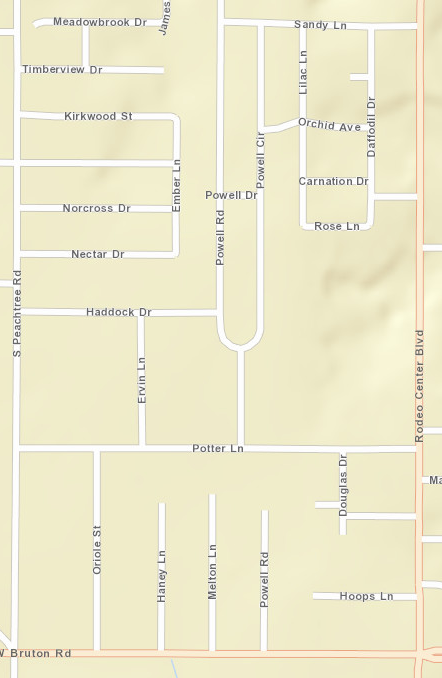 Meadowbrook Dr
James
Sandy Ln
Timberview Dr
Lilac Ln
Kirkwood St
Orchid Ave
Daffodil Dr
Powell Cir
Ember Ln
Carnation Dr
Powell Dr
Norcross Dr
Powell Rd
Rose Ln
Nectar Dr
S Peachtree Rd
Haddock Dr
Ervin Ln
Rodeo Center Blvd
Potter Ln
Douglas Dr
Ma
Oriole St
Haney Ln
Melton Ln
Powell Rd
Hoops Ln
W Bruton Rd